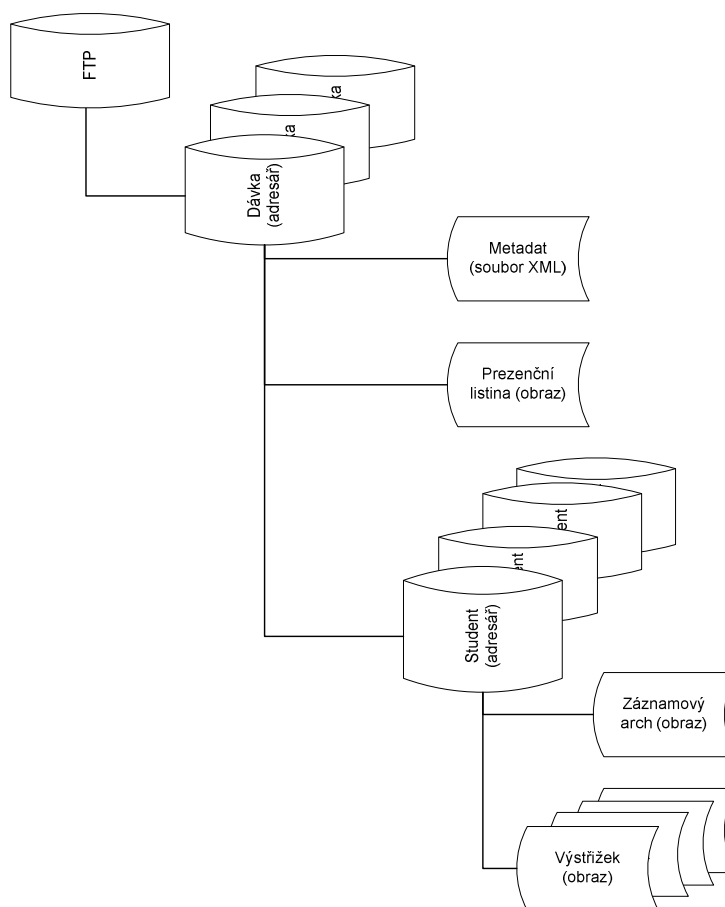 FTP
Dávka
(adresář)
Metadat
(soubor XML)
Prezenční
listina (obraz)
Student
(adresář)
Záznamový
arch (obraz)
Výstřižek
(obraz)